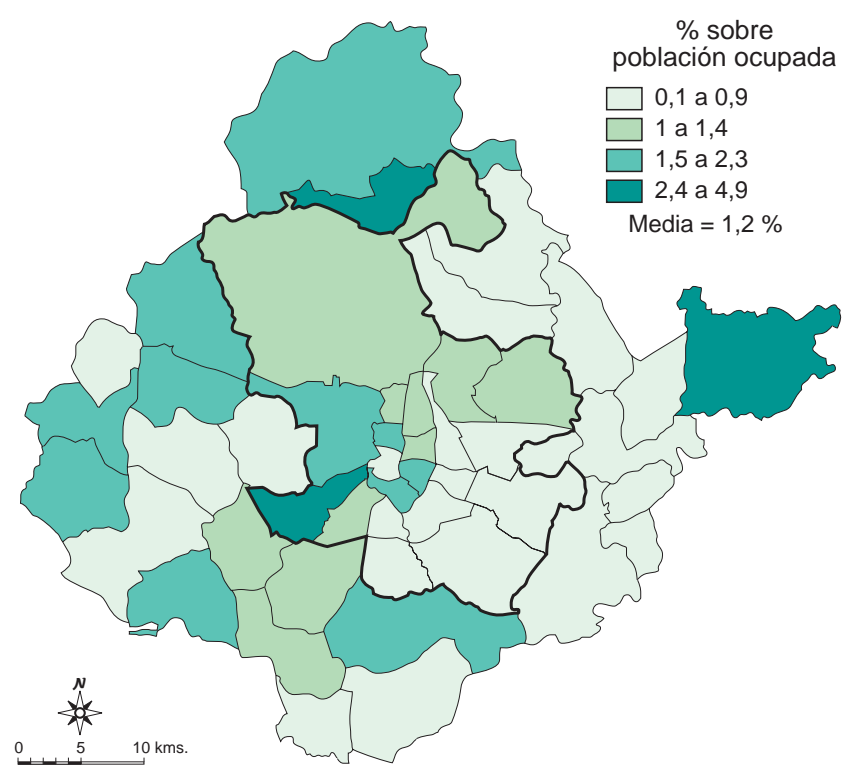 % sobre
población ocupada
0,1 a 0,9
1 a 1,4
1,5 a 2,3
2,4 a 4,9
Media = 1,2 %
N
0 5 10 kms.